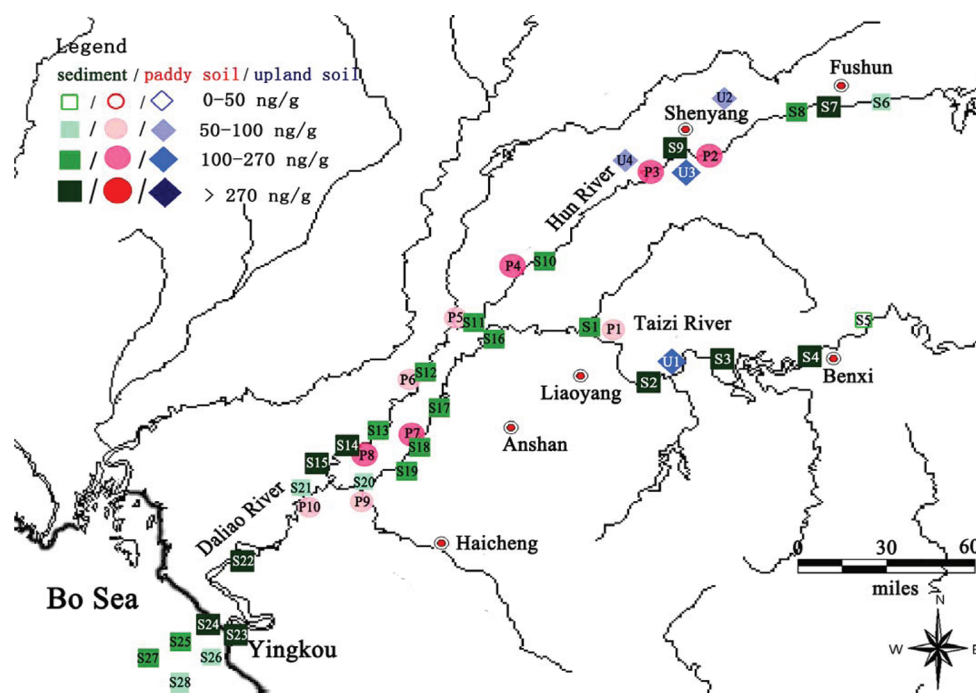 Legend
sediment / paddy soil / upland soil
/ / 0-50 ng/g
/ / 50-100 ng/g
/ / 100-270 ng/g
/ / > 270 ng/g
Fushun
U2
Shenyang
S8
S7
S6
S9
P2
U4
P3
U3
Hun River
P4
S10
P5
S11
S1
P1
Taizi River
S5
S16
U1
S3
S4
Benxi
P6
S12
Liaoyang
S2
S17
Anshan
S13
P7
S14
P8
S18
S15
S19
S21
S20
P10
P9
Daliao River
Haicheng
S22
0 30 60
miles
Bo Sea
S24
S23
Yingkou
S25
S27
S26
S28
N
W
E
S